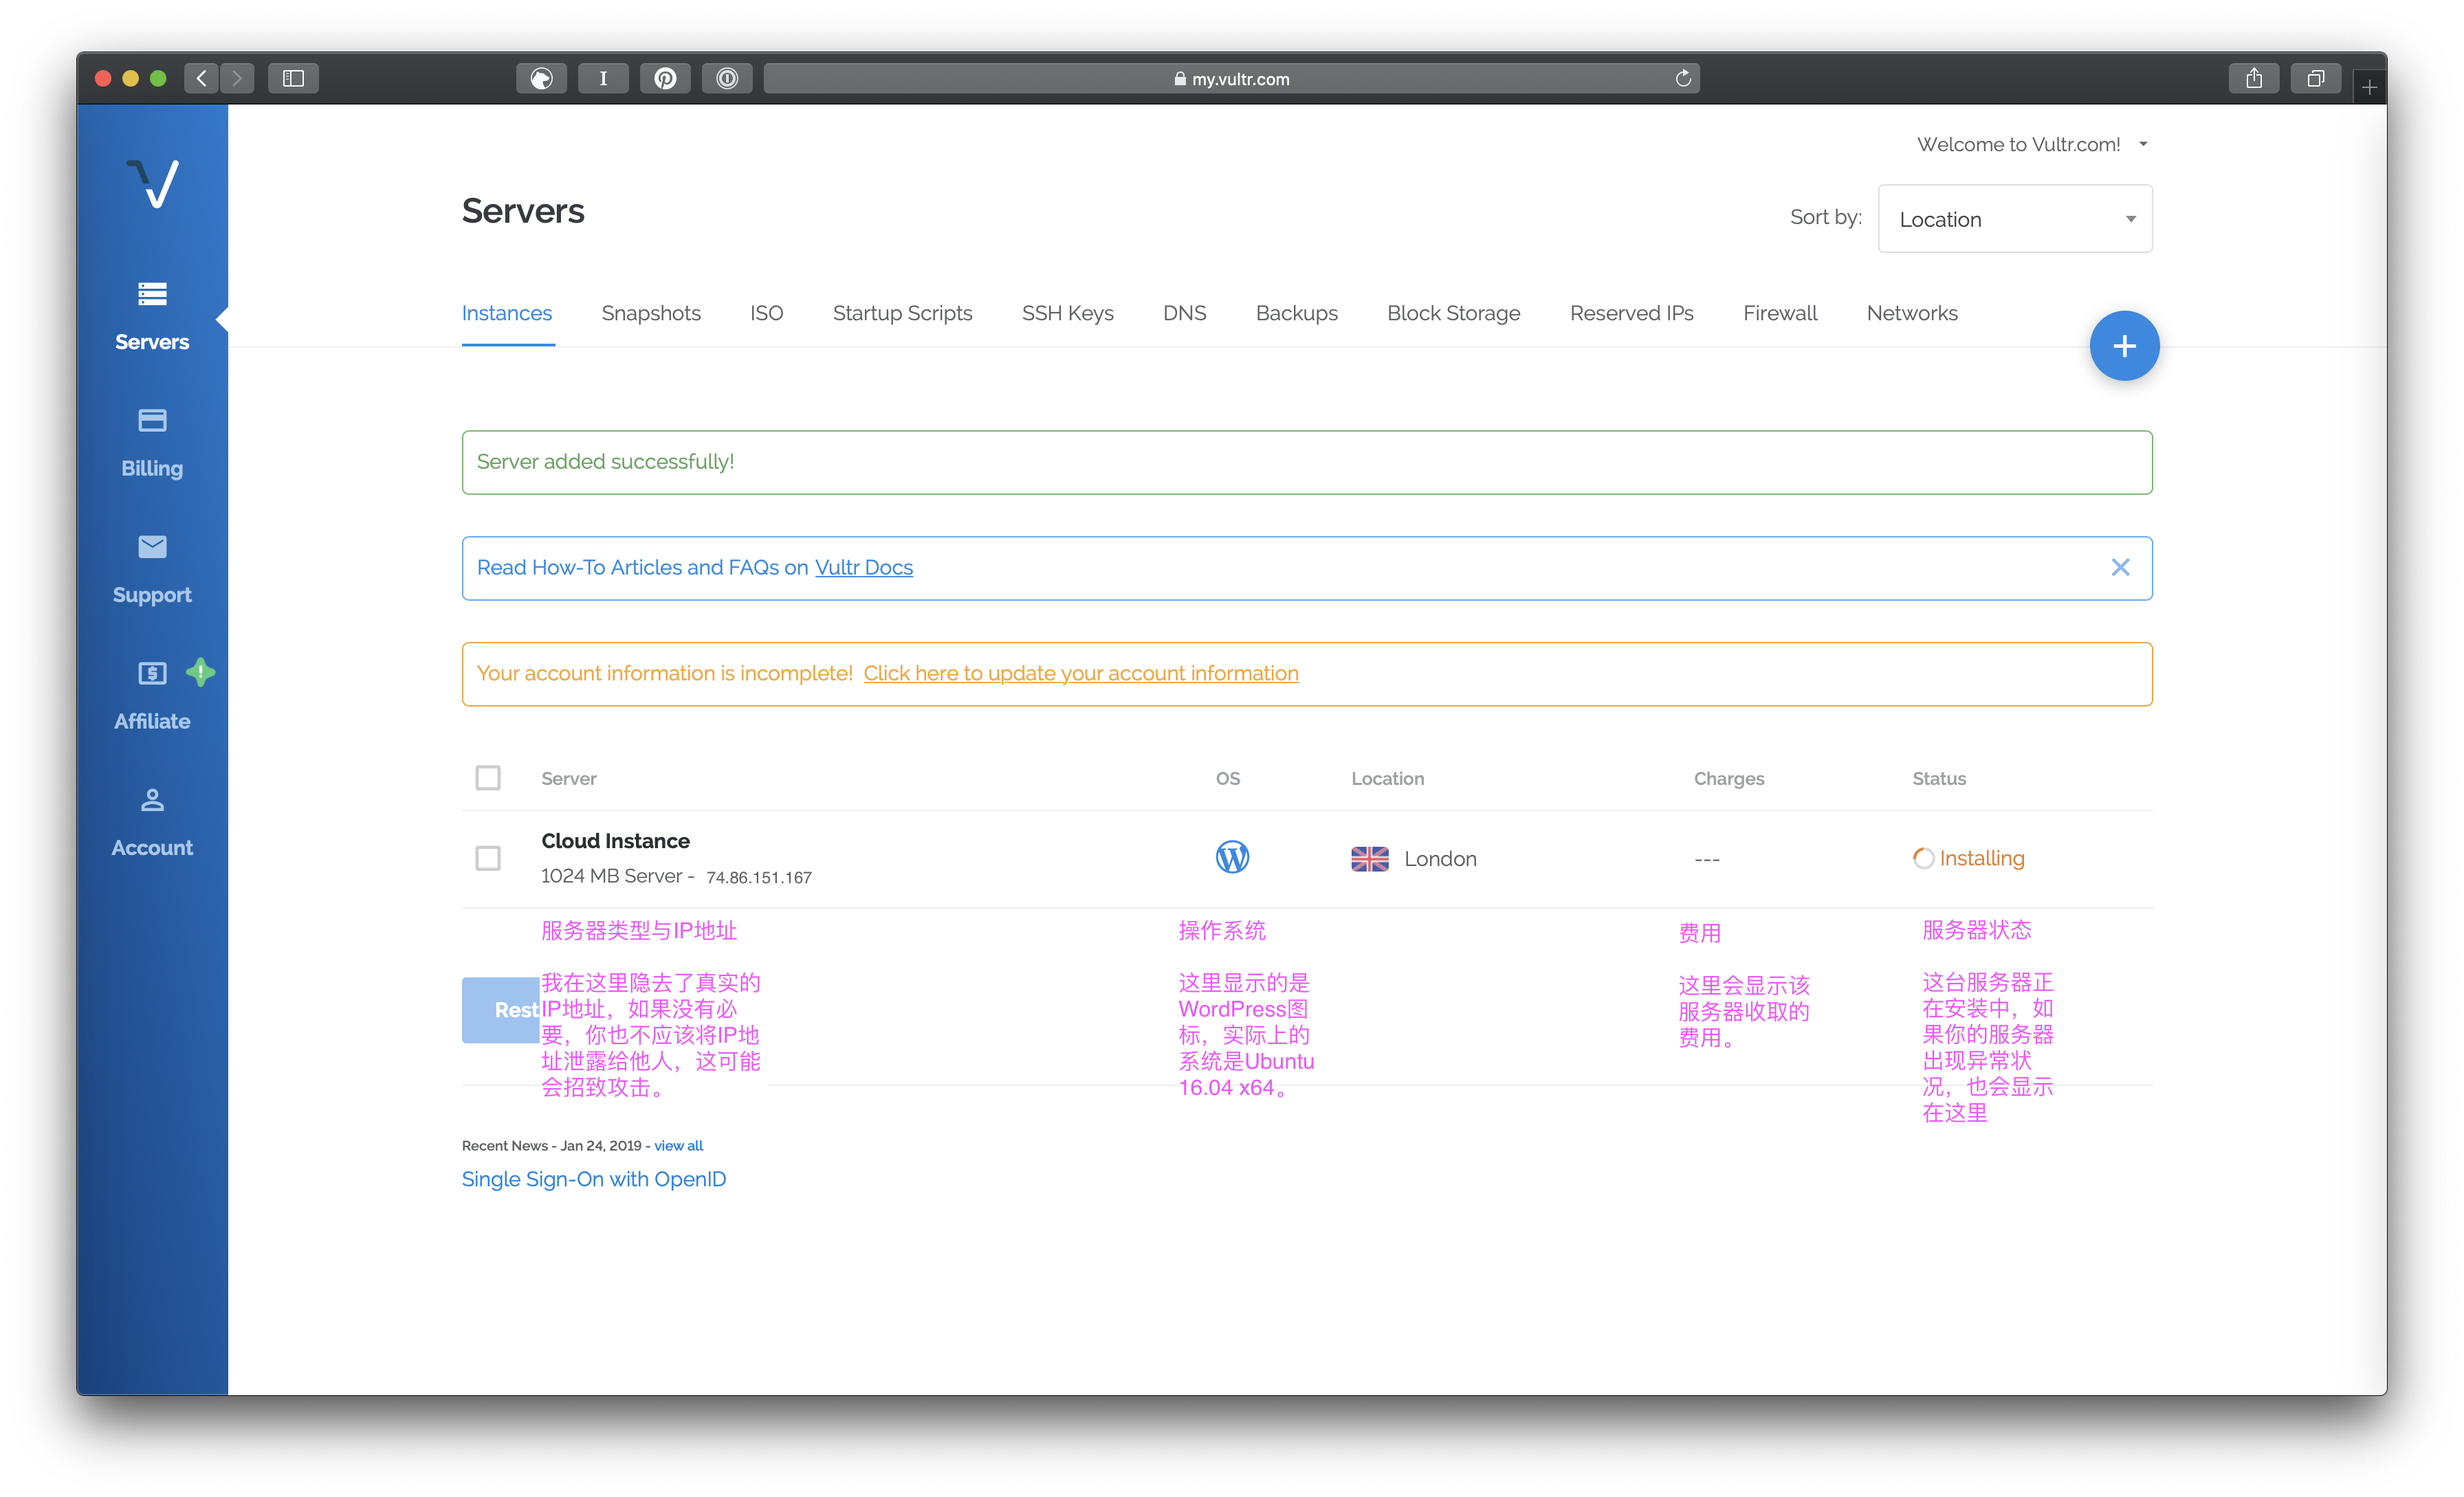 my.vultr.com
Welcome to Vultr.com!
Servers
Sort by: Location
Instances Snapshots ISO Startup Scripts SSH Keys DNS Backups Block Storage Reserved IPs Firewall Networks
Servers
Billing
Support
Affiliate
Account
Server added successfully!
Read How-To Articles and FAQs on Vultr Docs
Your account information is incomplete! Click here to update your account information
Server OS Location Charges Status
Cloud Instance
1024 MB Server - 74.86.151.167
London --- Installing
服务器类型与IP地址
我在这里隐去了真实的
IP地址，如果没有必
要，你也不应该将IP地
址泄露给他人，这可能
会招致攻击。
操作系统
这里显示的是
WordPress图
标，实际上的
系统是Ubuntu
16.04 x64。
费用
这里会显示该
服务器收取的
费用。
服务器状态
这台服务器正
在安装中，如
果你的服务器
出现异常状
况，也会显示
在这里
Rest
Recent News - Jan 24, 2019 - view all
Single Sign-On with OpenID